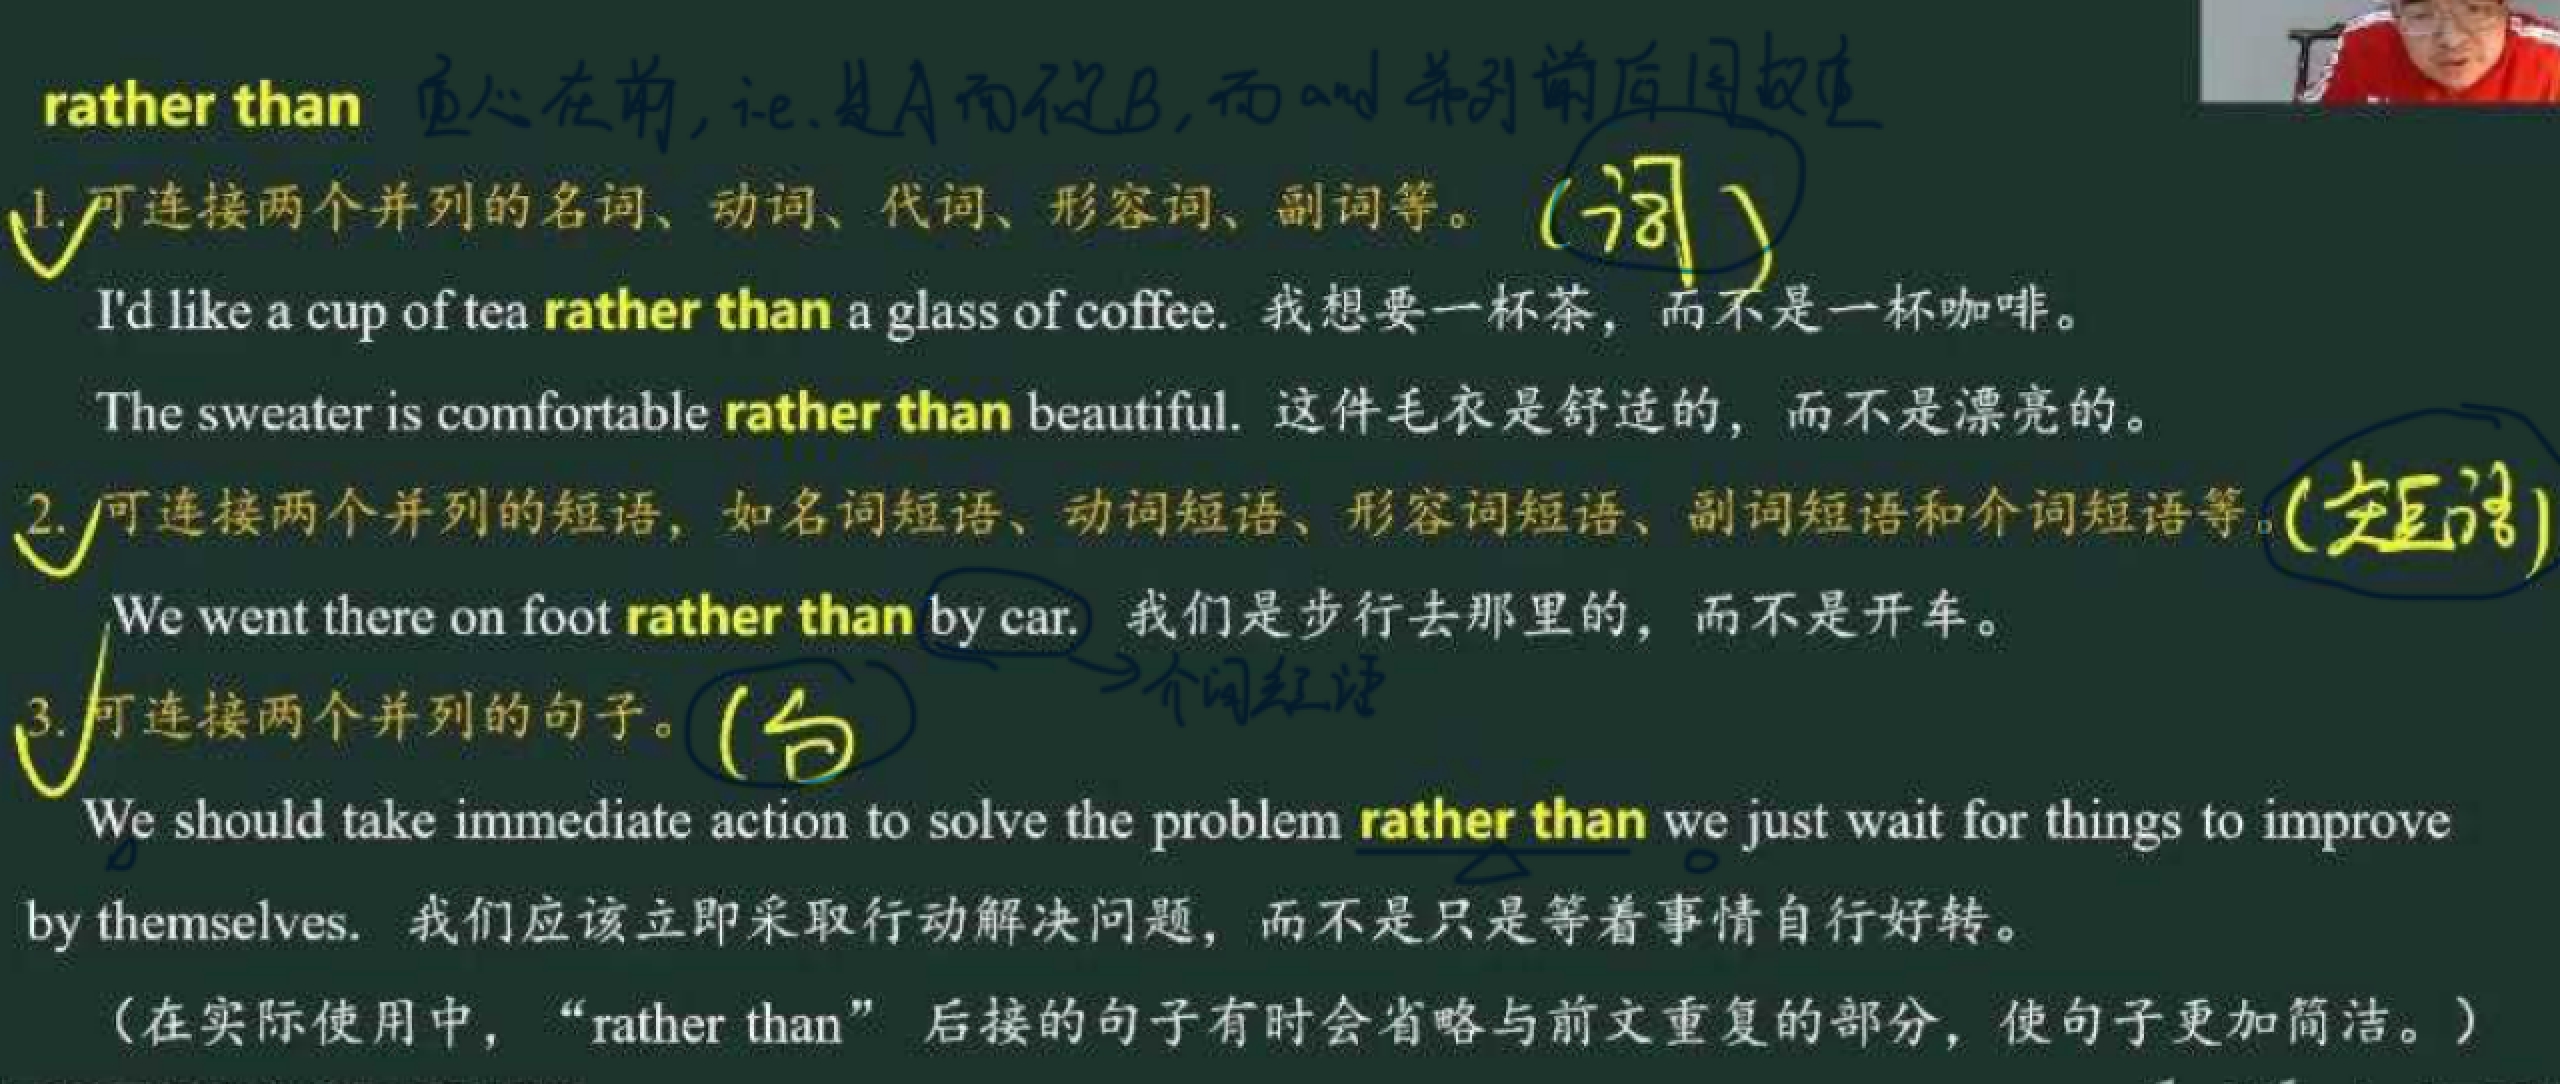 rather than 重心在前, i.e. 是A而不是B, 而and并列前后同权重
1. 可连接两个并列的名词、动词、代词、形容词、副词等。 (词)
I'd like a cup of tea rather than a glass of coffee. 我想要一杯茶，而不是一杯咖啡。
The sweater is comfortable rather than beautiful. 这件毛衣是舒适的，而不是漂亮的。
2. 可连接两个并列的短语，如名词短语、动词短语、形容词短语、副词短语和介词短语等。(短语)
We went there on foot rather than by car. 我们是步行去那里的，而不是开车。
介词短语
3. 可连接两个并列的句子。 (句
We should take immediate action to solve the problem rather than we just wait for things to improve
by themselves. 我们应该立即采取行动解决问题，而不是只是等着事情自行好转。
（在实际使用中，“rather than” 后接的句子有时会省略与前文重复的部分，使句子更加简洁。）